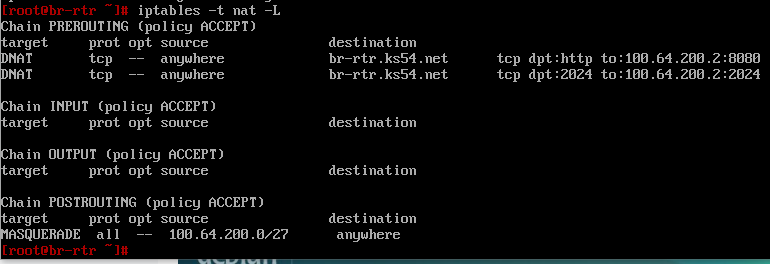 [root@br-rtr ~]# iptables -t nat -L
Chain PREROUTING (policy ACCEPT)
target     prot opt source               destination
DNAT       tcp  --  anywhere             br-rtr.ks54.net      tcp dpt:http to:100.64.200.2:8080
DNAT       tcp  --  anywhere             br-rtr.ks54.net      tcp dpt:2024 to:100.64.200.2:2024
Chain INPUT (policy ACCEPT)
target     prot opt source               destination
Chain OUTPUT (policy ACCEPT)
target     prot opt source               destination
Chain POSTROUTING (policy ACCEPT)
target     prot opt source               destination
MASQUERADE  all  --  100.64.200.0/27      anywhere
[root@br-rtr ~]#